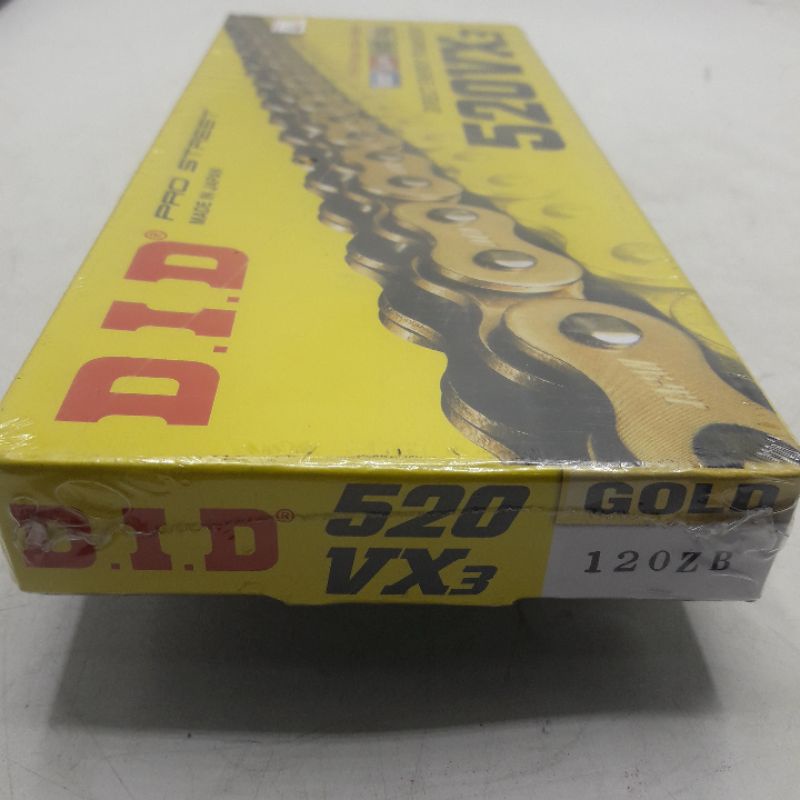 D.I.D®
PRO STREET
MADE IN JAPAN
520VX3
D.I.D®
520
VX3
GOLD
120ZB